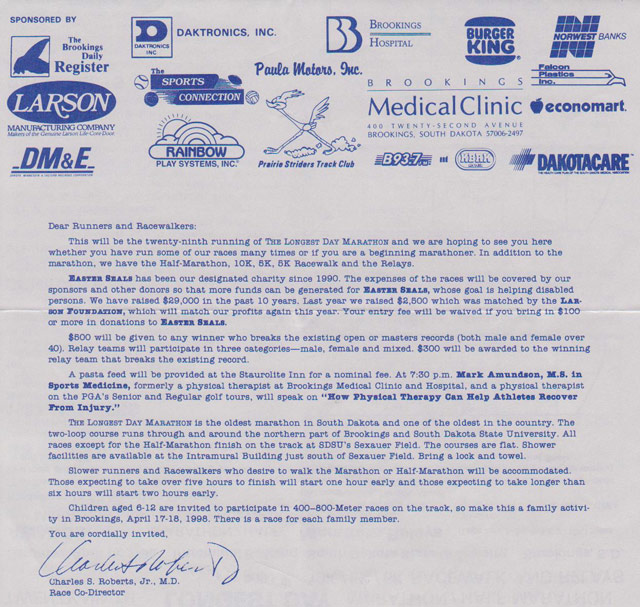 SPONSORED BY
The
Brookings
Daily
Register
DAKTRONICS
INC
DAKTRONICS, INC.
BROOKINGS
HOSPITAL
BURGER
KING
NORWEST BANKS
LARSON
MANUFACTURING COMPANY
Makers of the Genuine Larson Life-Core Door
The
SPORTS
CONNECTION
Paula Motors, Inc.
BROOKINGS
Medical Clinic
400 TWENTY-SECOND AVENUE
BROOKINGS, SOUTH DAKOTA 57006-2497
Falcon
Plastics
Inc.
economart
DM&E
RAINBOW
PLAY SYSTEMS, INC.
Prairie Striders Track Club
B93.7
KBRK
DAKOTACARE
Dear Runners and Racewalkers:
This will be the twenty-ninth running of THE LONGEST DAY MARATHON and we are hoping to see you here
whether you have run some of our races many times or if you are a beginning marathoner. In addition to the
marathon, we have the Half-Marathon, 10K, 5K, 5K Racewalk and the Relays.
EASTER SEALS has been our designated charity since 1990. The expenses of the races will be covered by our
sponsors and other donors so that more funds can be generated for EASTER SEALS, whose goal is helping disabled
persons. We have raised $29,000 in the past 10 years. Last year we raised $2,500 which was matched by the LAR-
SON FOUNDATION, which will match our profits again this year. Your entry fee will be waived if you bring in $100
or more in donations to EASTER SEALS.
$500 will be given to any winner who breaks the existing open or masters records (both male and female over
40). Relay teams will participate in three categories—male, female and mixed. $300 will be awarded to the winning
relay team that breaks the existing record.
A pasta feed will be provided at the Staurolite Inn for a nominal fee. At 7:30 p.m. Mark Amundson, M.S. in
Sports Medicine, formerly a physical therapist at Brookings Medical Clinic and Hospital, and a physical therapist
on the PGA's Senior and Regular golf tours, will speak on "How Physical Therapy Can Help Athletes Recover
From Injury."
THE LONGEST DAY MARATHON is the oldest marathon in South Dakota and one of the oldest in the country. The
two-loop course runs through and around the northern part of Brookings and South Dakota State University. All
races except for the Half-Marathon finish on the track at SDSU's Sexauer Field. The courses are flat. Shower
facilities are available at the Intramural Building just south of Sexauer Field. Bring a lock and towel.
Slower runners and Racewalkers who desire to walk the Marathon or Half-Marathon will be accommodated.
Those expecting to take over five hours to finish will start one hour early and those expecting to take longer than
six hours will start two hours early.
Children aged 6-12 are invited to participate in 400-800-Meter races on the track, so make this a family activi-
ty in Brookings, April 17-18, 1998. There is a race for each family member.
You are cordially invited,
Charles S. Roberts, Jr., M.D.
Race Co-Director